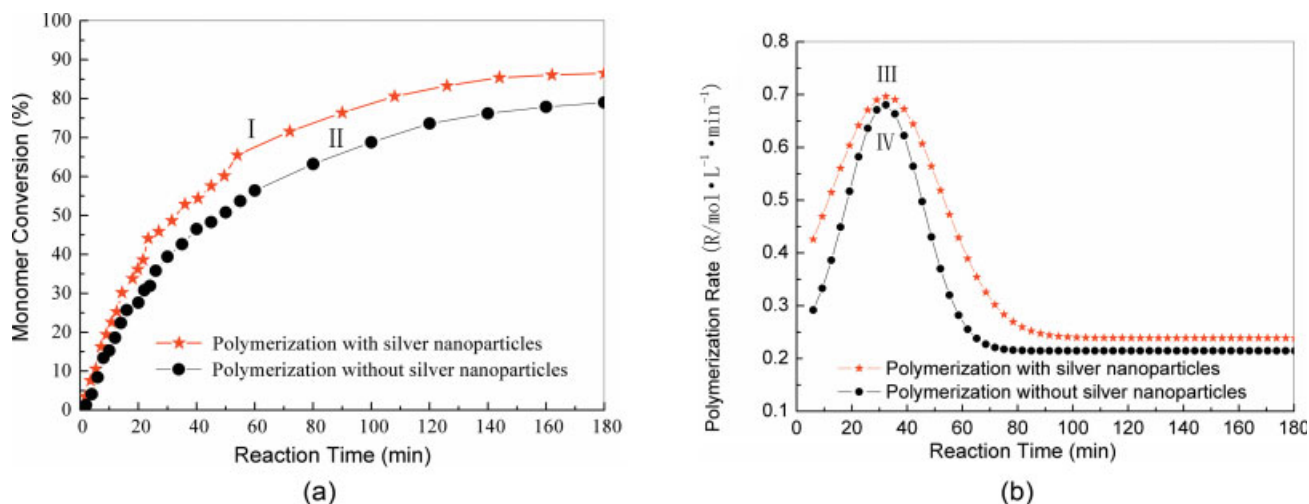 100
90
80
70
60
50
40
30
20
10
0
Monomer Conversion (%)
I
II
Polymerization with silver nanoparticles
Polymerization without silver nanoparticles
0 20 40 60 80 100 120 140 160 180
Reaction Time (min)
(a)
0.8
0.7
0.6
0.5
0.4
0.3
0.2
0.1
Polymerization Rate (R/mol•L⁻¹•min⁻¹)
III
IV
Polymerization with silver nanoparticles
Polymerization without silver nanoparticles
0 20 40 60 80 100 120 140 160 180
Reaction Time (min)
(b)